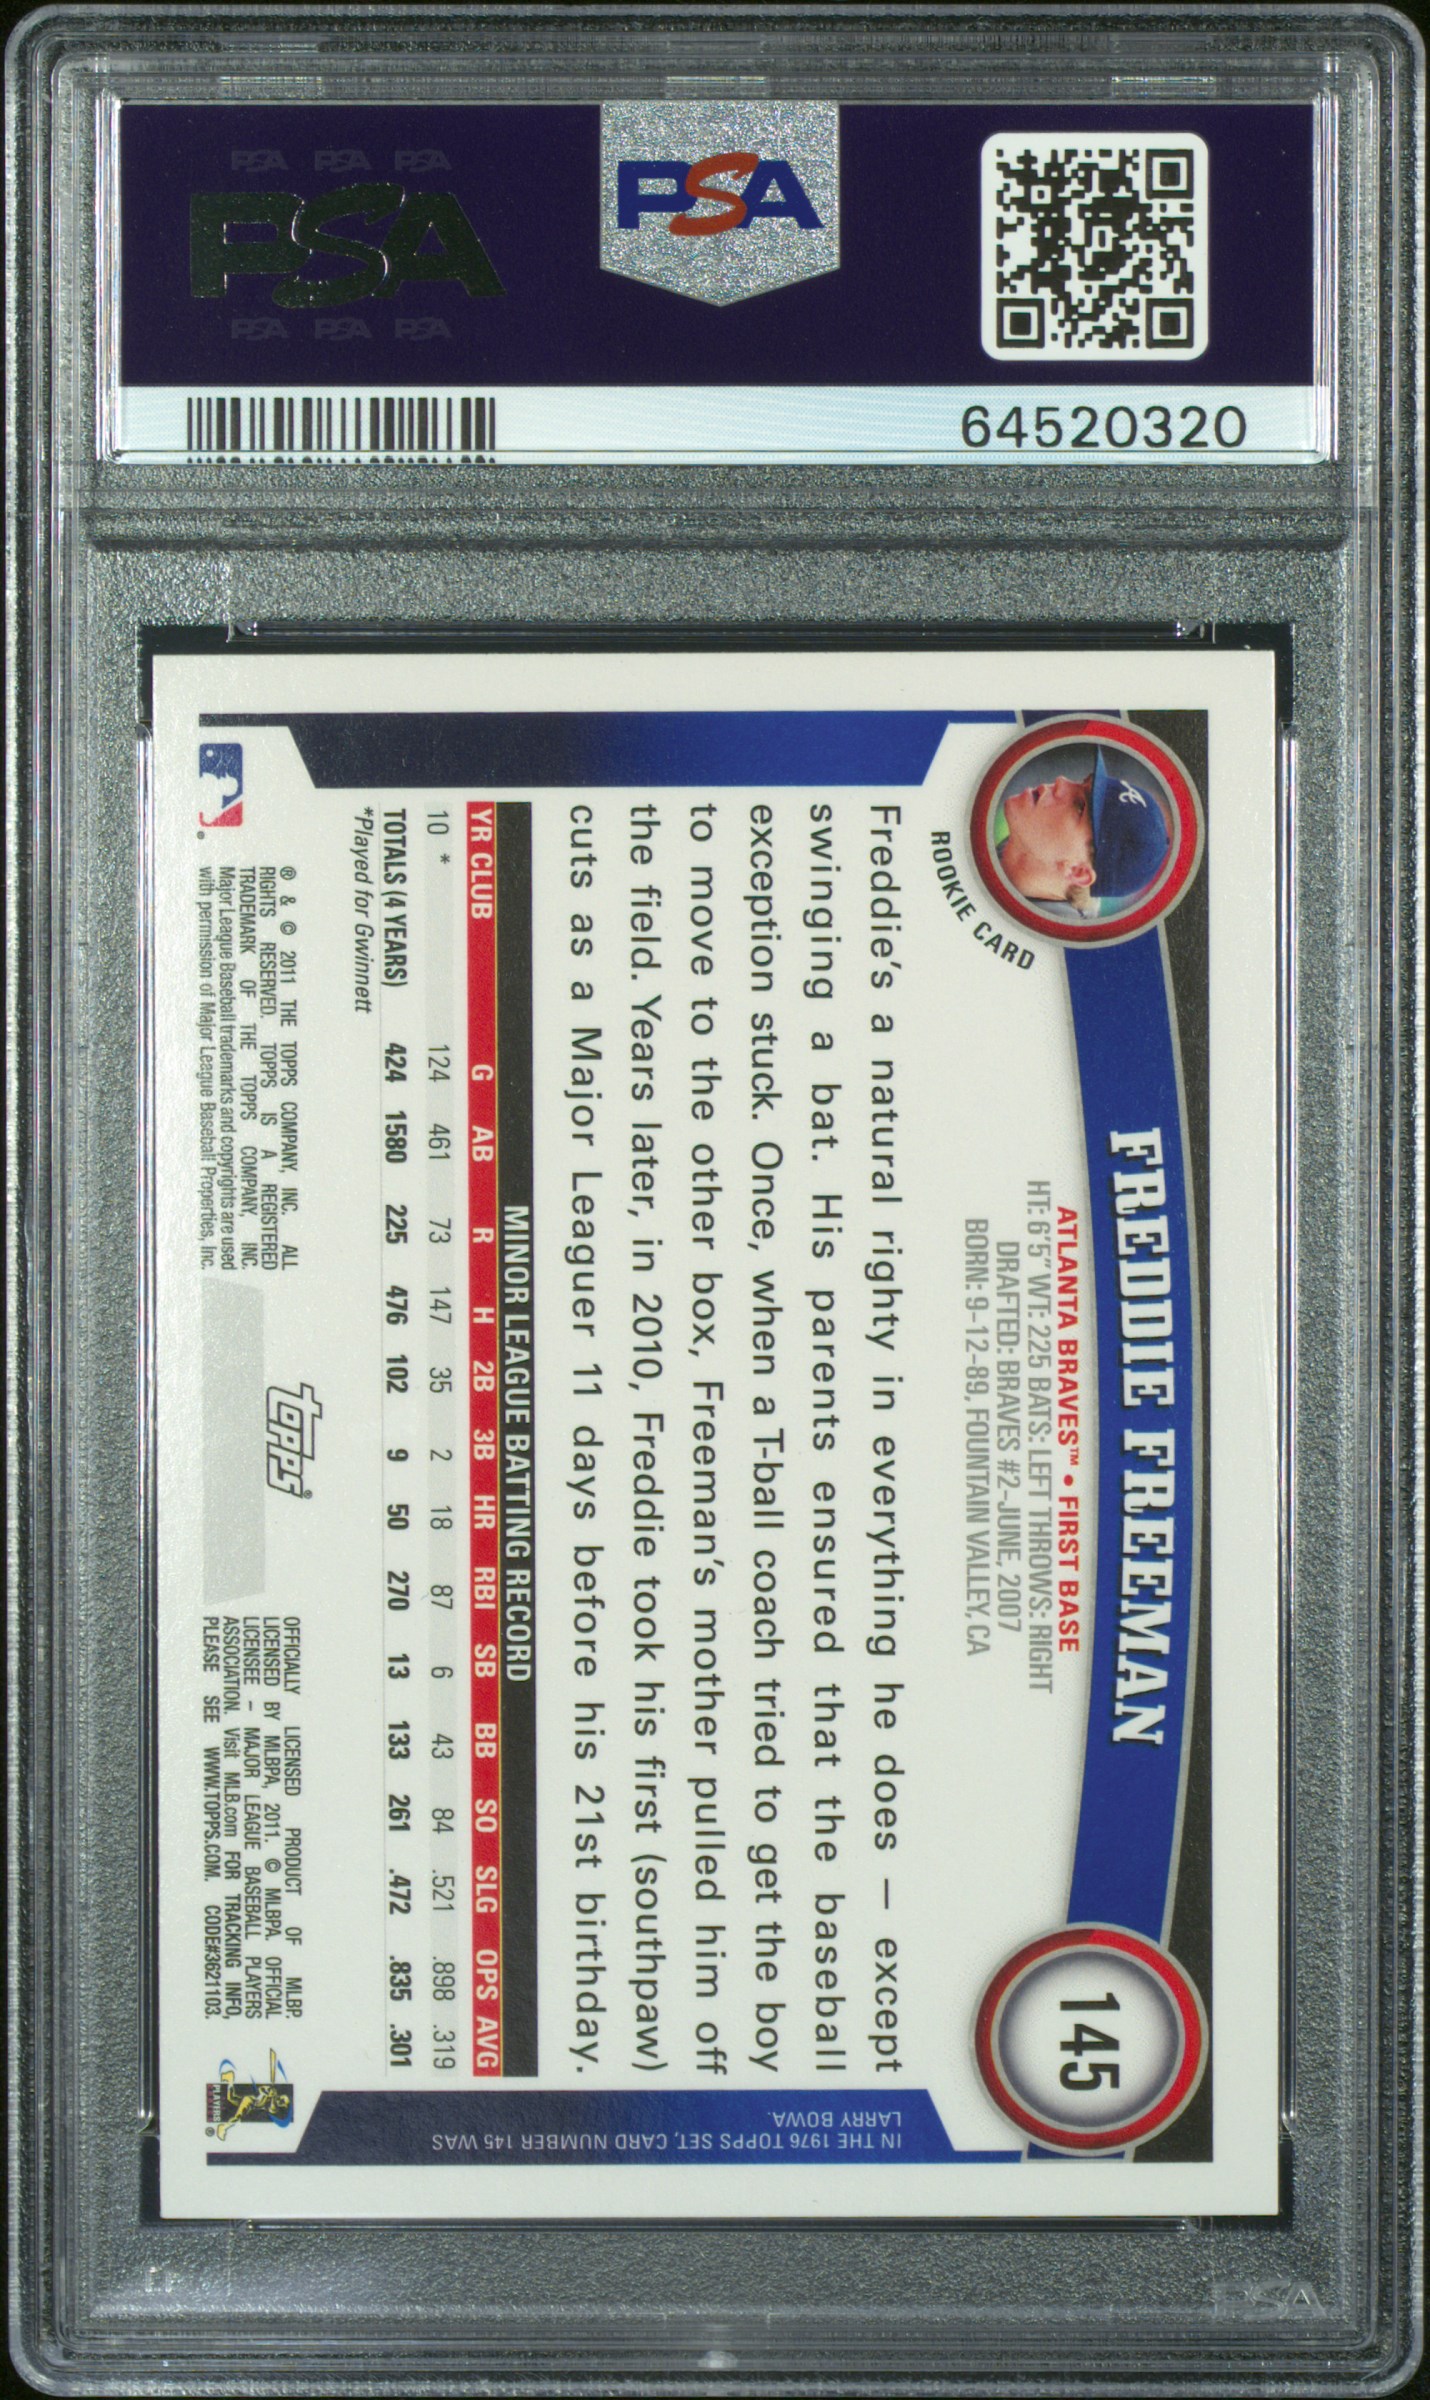 PSA PSA PSA
PSA
PSA PSA PSA
PSA
64520320
FREDDIE FREEMAN
145
ATLANTA BRAVES™ • FIRST BASE
HT: 6'5" WT: 225 BATS: LEFT THROWS: RIGHT
DRAFTED: BRAVES #2-JUNE, 2007
BORN: 9-12-89, FOUNTAIN VALLEY, CA
A
ROOKIE CARD
Freddie's a natural righty in everything he does — except
swinging a bat. His parents ensured that the baseball
exception stuck. Once, when a T-ball coach tried to get the boy
to move to the other box, Freeman's mother pulled him off
the field. Years later, in 2010, Freddie took his first (southpaw)
cuts as a Major Leaguer 11 days before his 21st birthday.
IN THE 1976 TOPPS SET, CARD NUMBER 145 WAS
LARRY BOWA.
MINOR LEAGUE BATTING RECORD
YR CLUB G AB R H 2B 3B HR RBI SB BB SO SLG OPS AVG
10 * 124 461 73 147 35 2 18 87 6 43 84 .521 .898 .319
TOTALS (4 YEARS) 424 1580 225 476 102 9 50 270 13 133 261 .472 .835 .301
*Played for Gwinnett
® & © 2011 THE TOPPS COMPANY, INC. ALL
RIGHTS RESERVED. TOPPS IS A REGISTERED
TRADEMARK OF THE TOPPS COMPANY, INC.
Major League Baseball trademarks and copyrights are used
with permission of Major League Baseball Properties, Inc.
Topps®
OFFICIALLY LICENSED PRODUCT OF MLBP.
LICENSED BY MLBPA, 2011. © MLBPA. OFFICIAL
LICENSEE – MAJOR LEAGUE BASEBALL PLAYERS
ASSOCIATION. Visit MLB.com FOR TRACKING INFO,
PLEASE SEE WWW.TOPPS.COM. CODE#3621103.
PLAYERS
PSA